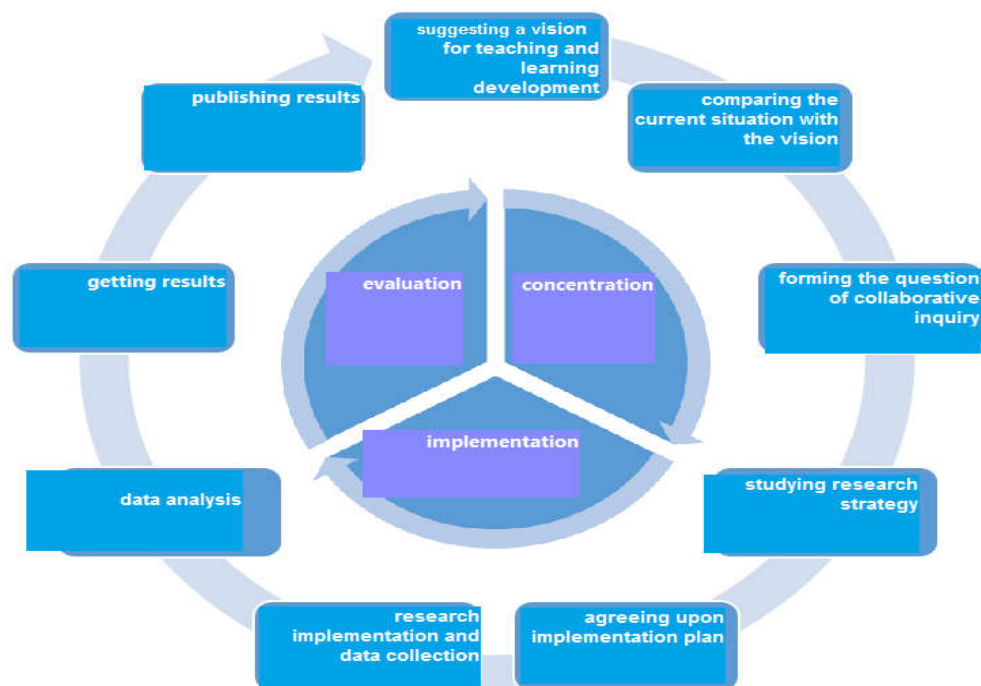 suggesting a vision
for teaching and
learning
development
comparing the
current situation with
the vision
forming the question
of collaborative
inquiry
studying research
strategy
agreeing upon
implementation plan
research
implementation and
data collection
data analysis
getting results
publishing results
evaluation
concentration
implementation